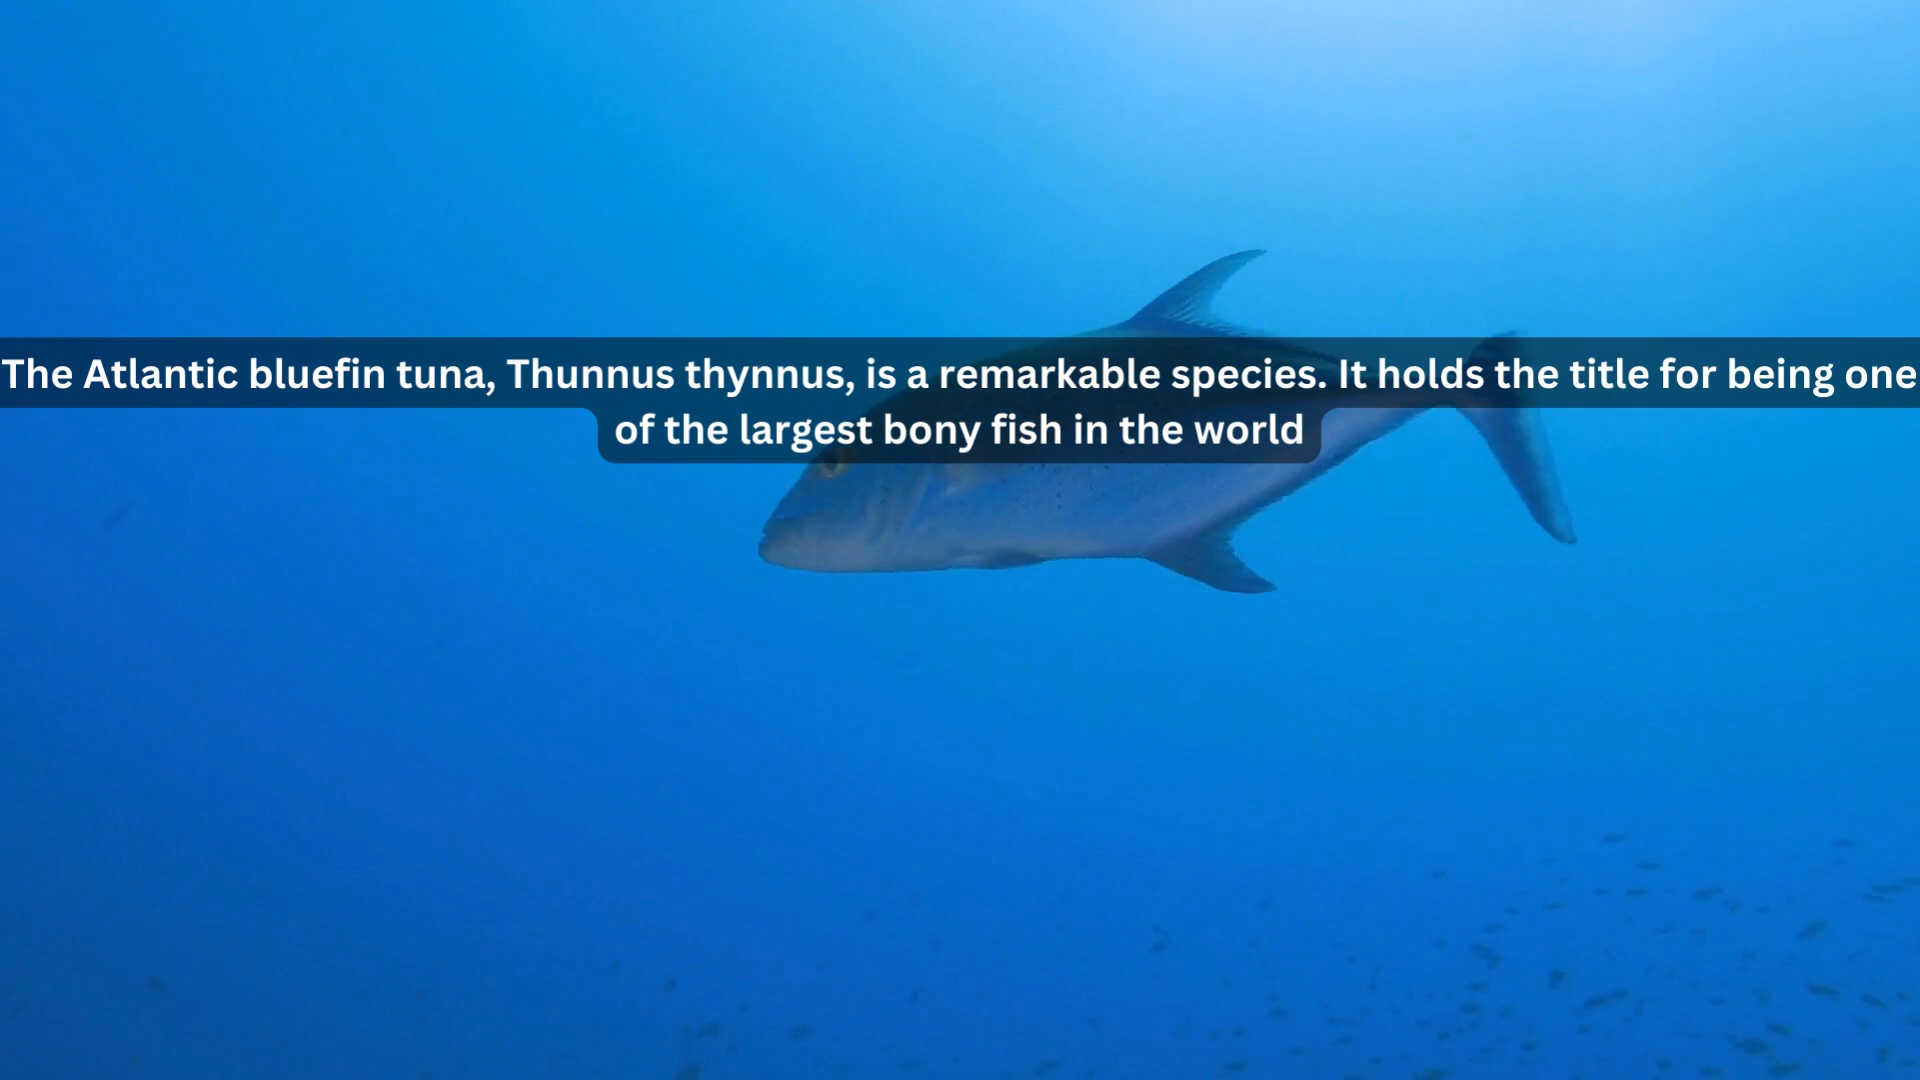 The Atlantic bluefin tuna, Thunnus thynnus, is a remarkable species. It holds the title for being one
of the largest bony fish in the world